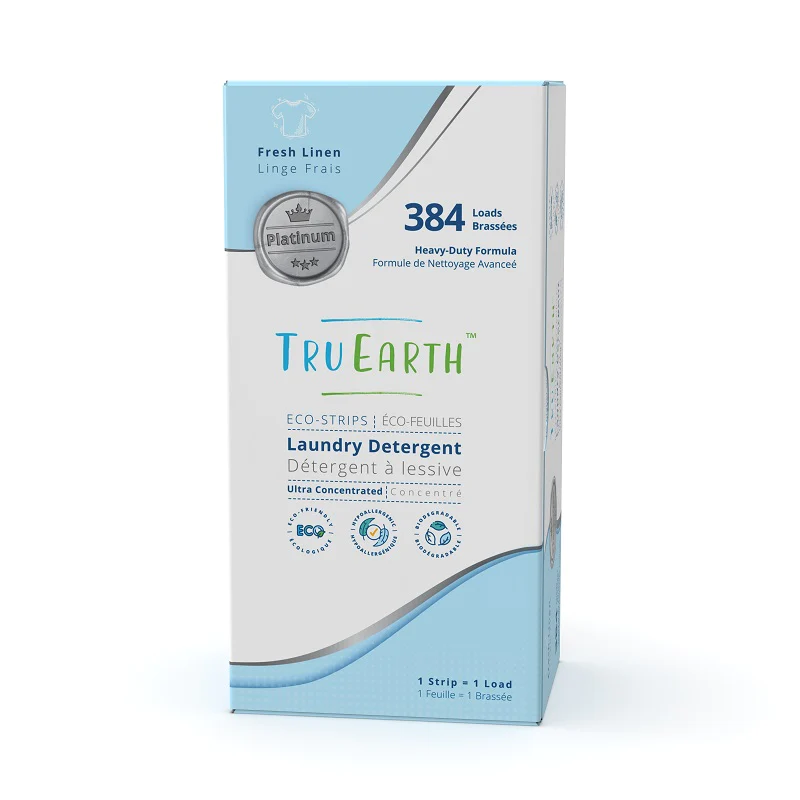 Fresh Linen
Linge Frais
Platinum
384 Loads
Brassées
Heavy-Duty Formula
Formule de Nettoyage Avanceé
TRUEARTH™
ECO-STRIPS ¦ ÉCO-FEUILLES
Laundry Detergent
Détergent à lessive
Ultra Concentrated ¦ Concentré
ECO-FRIENDLY
ECO
ÉCOLOGIQUE
HYPOALLERGENIC
HYPOALLERGÉNIQUE
BIODEGRADABLE
BIODÉGRADABLE
1 Strip = 1 Load
1 Feuille = 1 Brassée